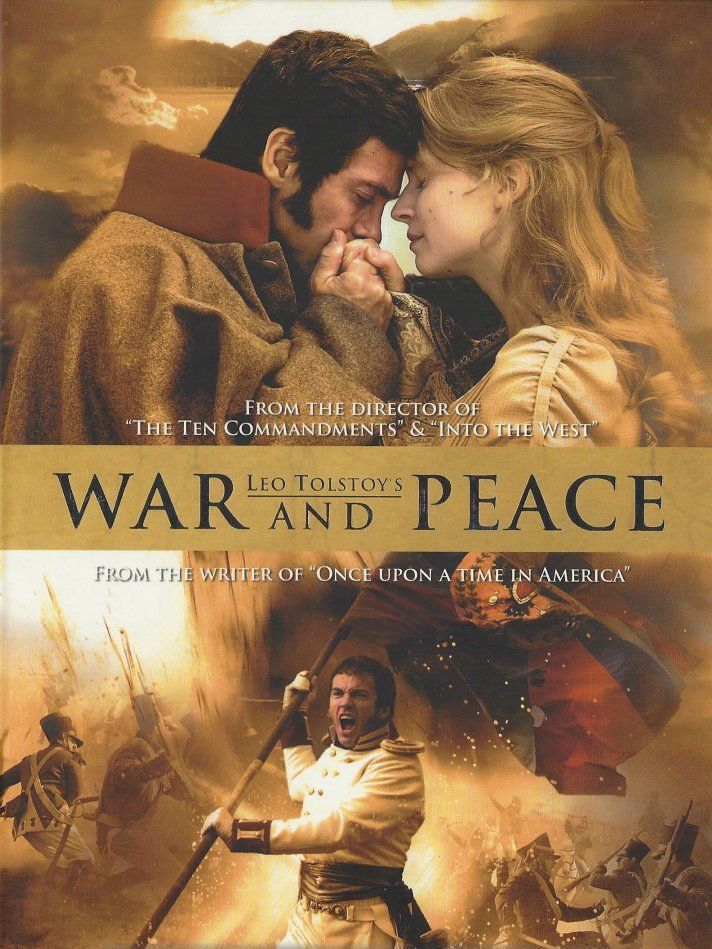 FROM THE DIRECTOR OF
"THE TEN COMMANDMENTS" & "INTO THE WEST"
LEO TOLSTOY'S
WAR AND PEACE
FROM THE WRITER OF "ONCE UPON A TIME IN AMERICA"